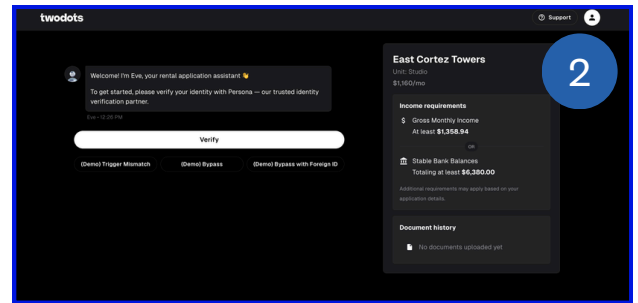 twodots
Support
Welcome! I'm Eve, your rental application assistant 👋
To get started, please verify your identity with Persona — our trusted identity
verification partner.
Eve • 12:28 PM
Verify
(Demo) Trigger Mismatch
(Demo) Bypass
(Demo) Bypass with Foreign ID
East Cortez Towers
Unit: Studio
$1,160/mo
2
Income requirements
$ Gross Monthly Income
At least $1,358.94
OR
Stable Bank Balances
Totaling at least $6,380.00
Additional requirements may apply based on your
application details.
Document history
No documents uploaded yet